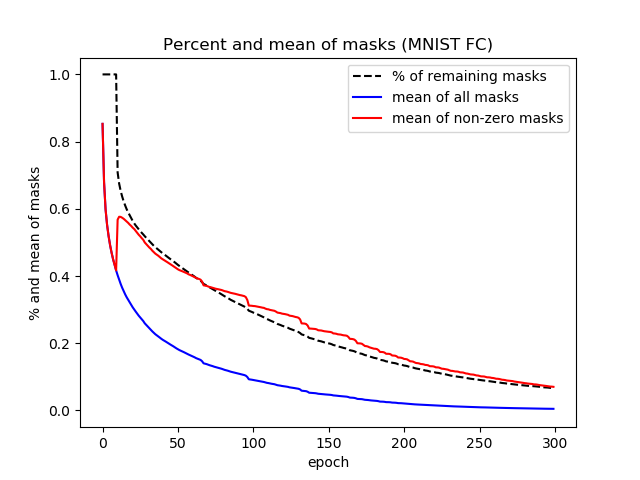 Percent and mean of masks (MNIST FC)
% of remaining masks
mean of all masks
mean of non-zero masks
% and mean of masks
1.0
0.8
0.6
0.4
0.2
0.0
0 50 100 150 200 250 300
epoch